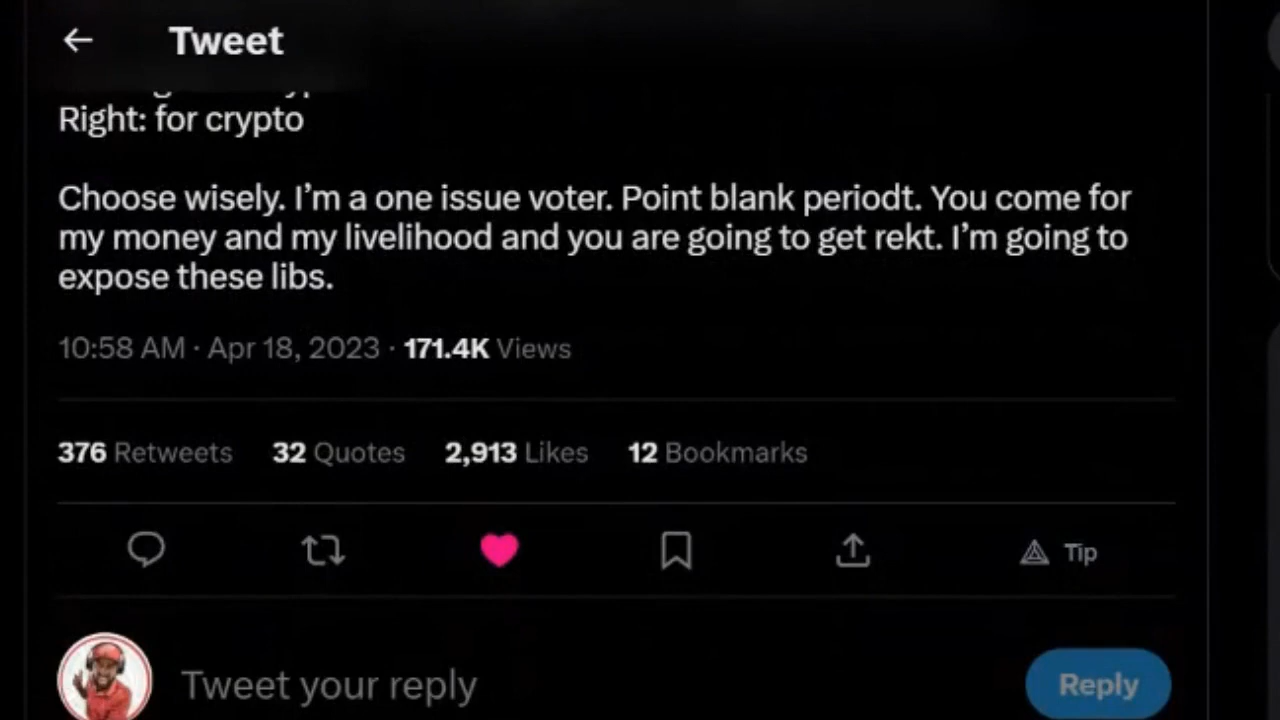 Tweet
Right: for crypto
Choose wisely. I'm a one issue voter. Point blank periodt. You come for
my money and my livelihood and you are going to get rekt. I'm going to
expose these libs.
10:58 AM · Apr 18, 2023 · 171.4K Views
376 Retweets 32 Quotes 2,913 Likes 12 Bookmarks
Tip
Tweet your reply
Reply